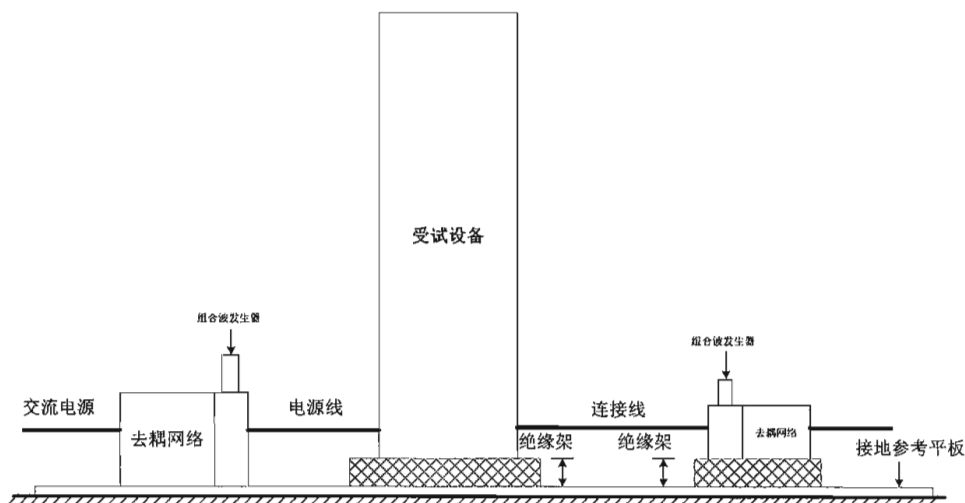 受试设备
组合波发生器
组合波发生器
交流电源
电源线
连接线
去耦网络
去耦网络
绝缘架
绝缘架
接地参考平板